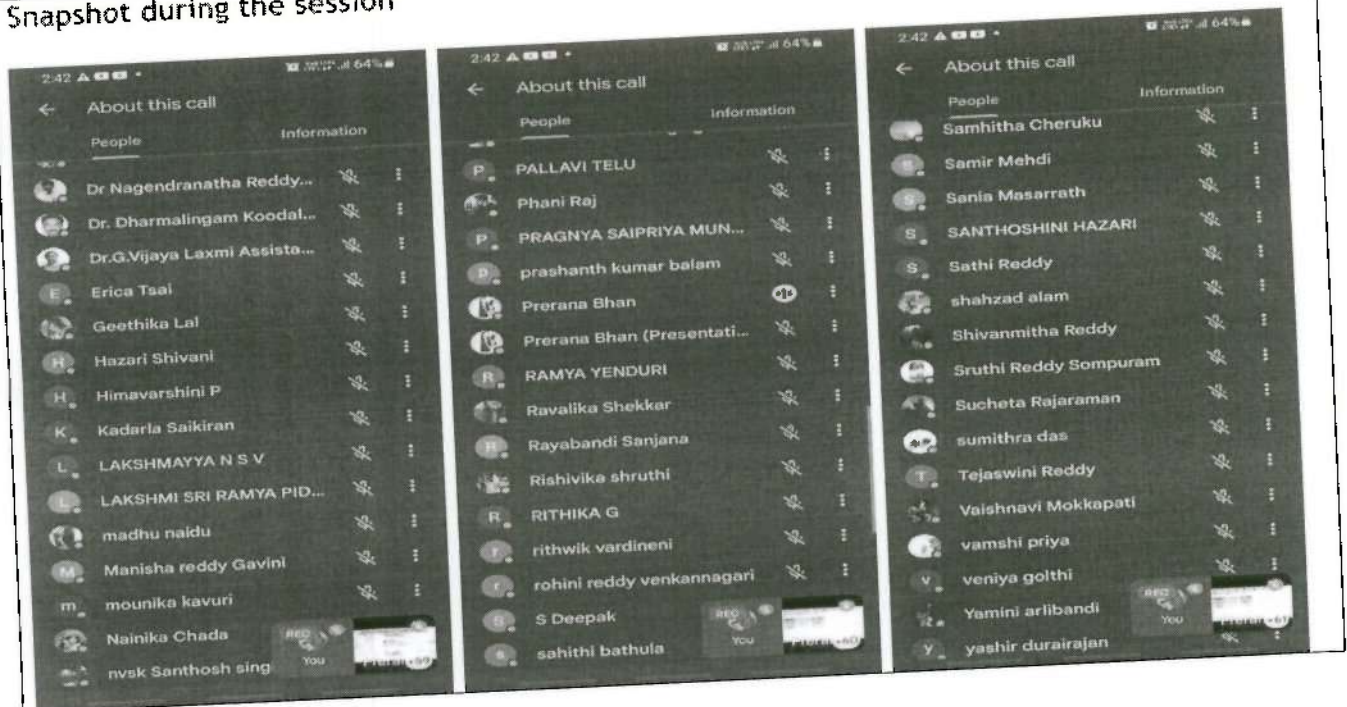 Snapshot during the session
2:42
64%
About this call
People Information
Dr Nagendranatha Reddy...
Dr. Dharmalingam Koodal...
Dr.G.Vijaya Laxmi Assista...
E Erica Tsai
Geethika Lal
H Hazari Shivani
H Himavarshini P
K Kadarla Saikiran
L LAKSHMAYYA N S V
L LAKSHMI SRI RAMYA PID...
madhu naidu
M Manisha reddy Gavini
m mounika kavuri
Nainika Chada
nvsk Santhosh sing
REC
You
2:42
64%
About this call
People Information
P PALLAVI TELU
Phani Raj
P PRAGNYA SAIPRIYA MUN...
prashanth kumar balam
Prerana Bhan
Prerana Bhan (Presentati...
R RAMYA YENDURI
Ravalika Shekkar
R Rayabandi Sanjana
Rishivika shruthi
R RITHIKA G
r rithwik vardineni
r rohini reddy venkannagari
S S Deepak
s sahithi bathula
REC
You
2:42
64%
About this call
People Information
Samhitha Cheruku
S Samir Mehdi
S Sania Masarrath
S SANTHOSHINI HAZARI
S Sathi Reddy
shahzad alam
Shivanmitha Reddy
Sruthi Reddy Sompuram
Sucheta Rajaraman
sumithra das
T Tejaswini Reddy
Vaishnavi Mokkapati
vamshi priya
v veniya golthi
Yamini arlibandi
y yashir durairajan
REC
You